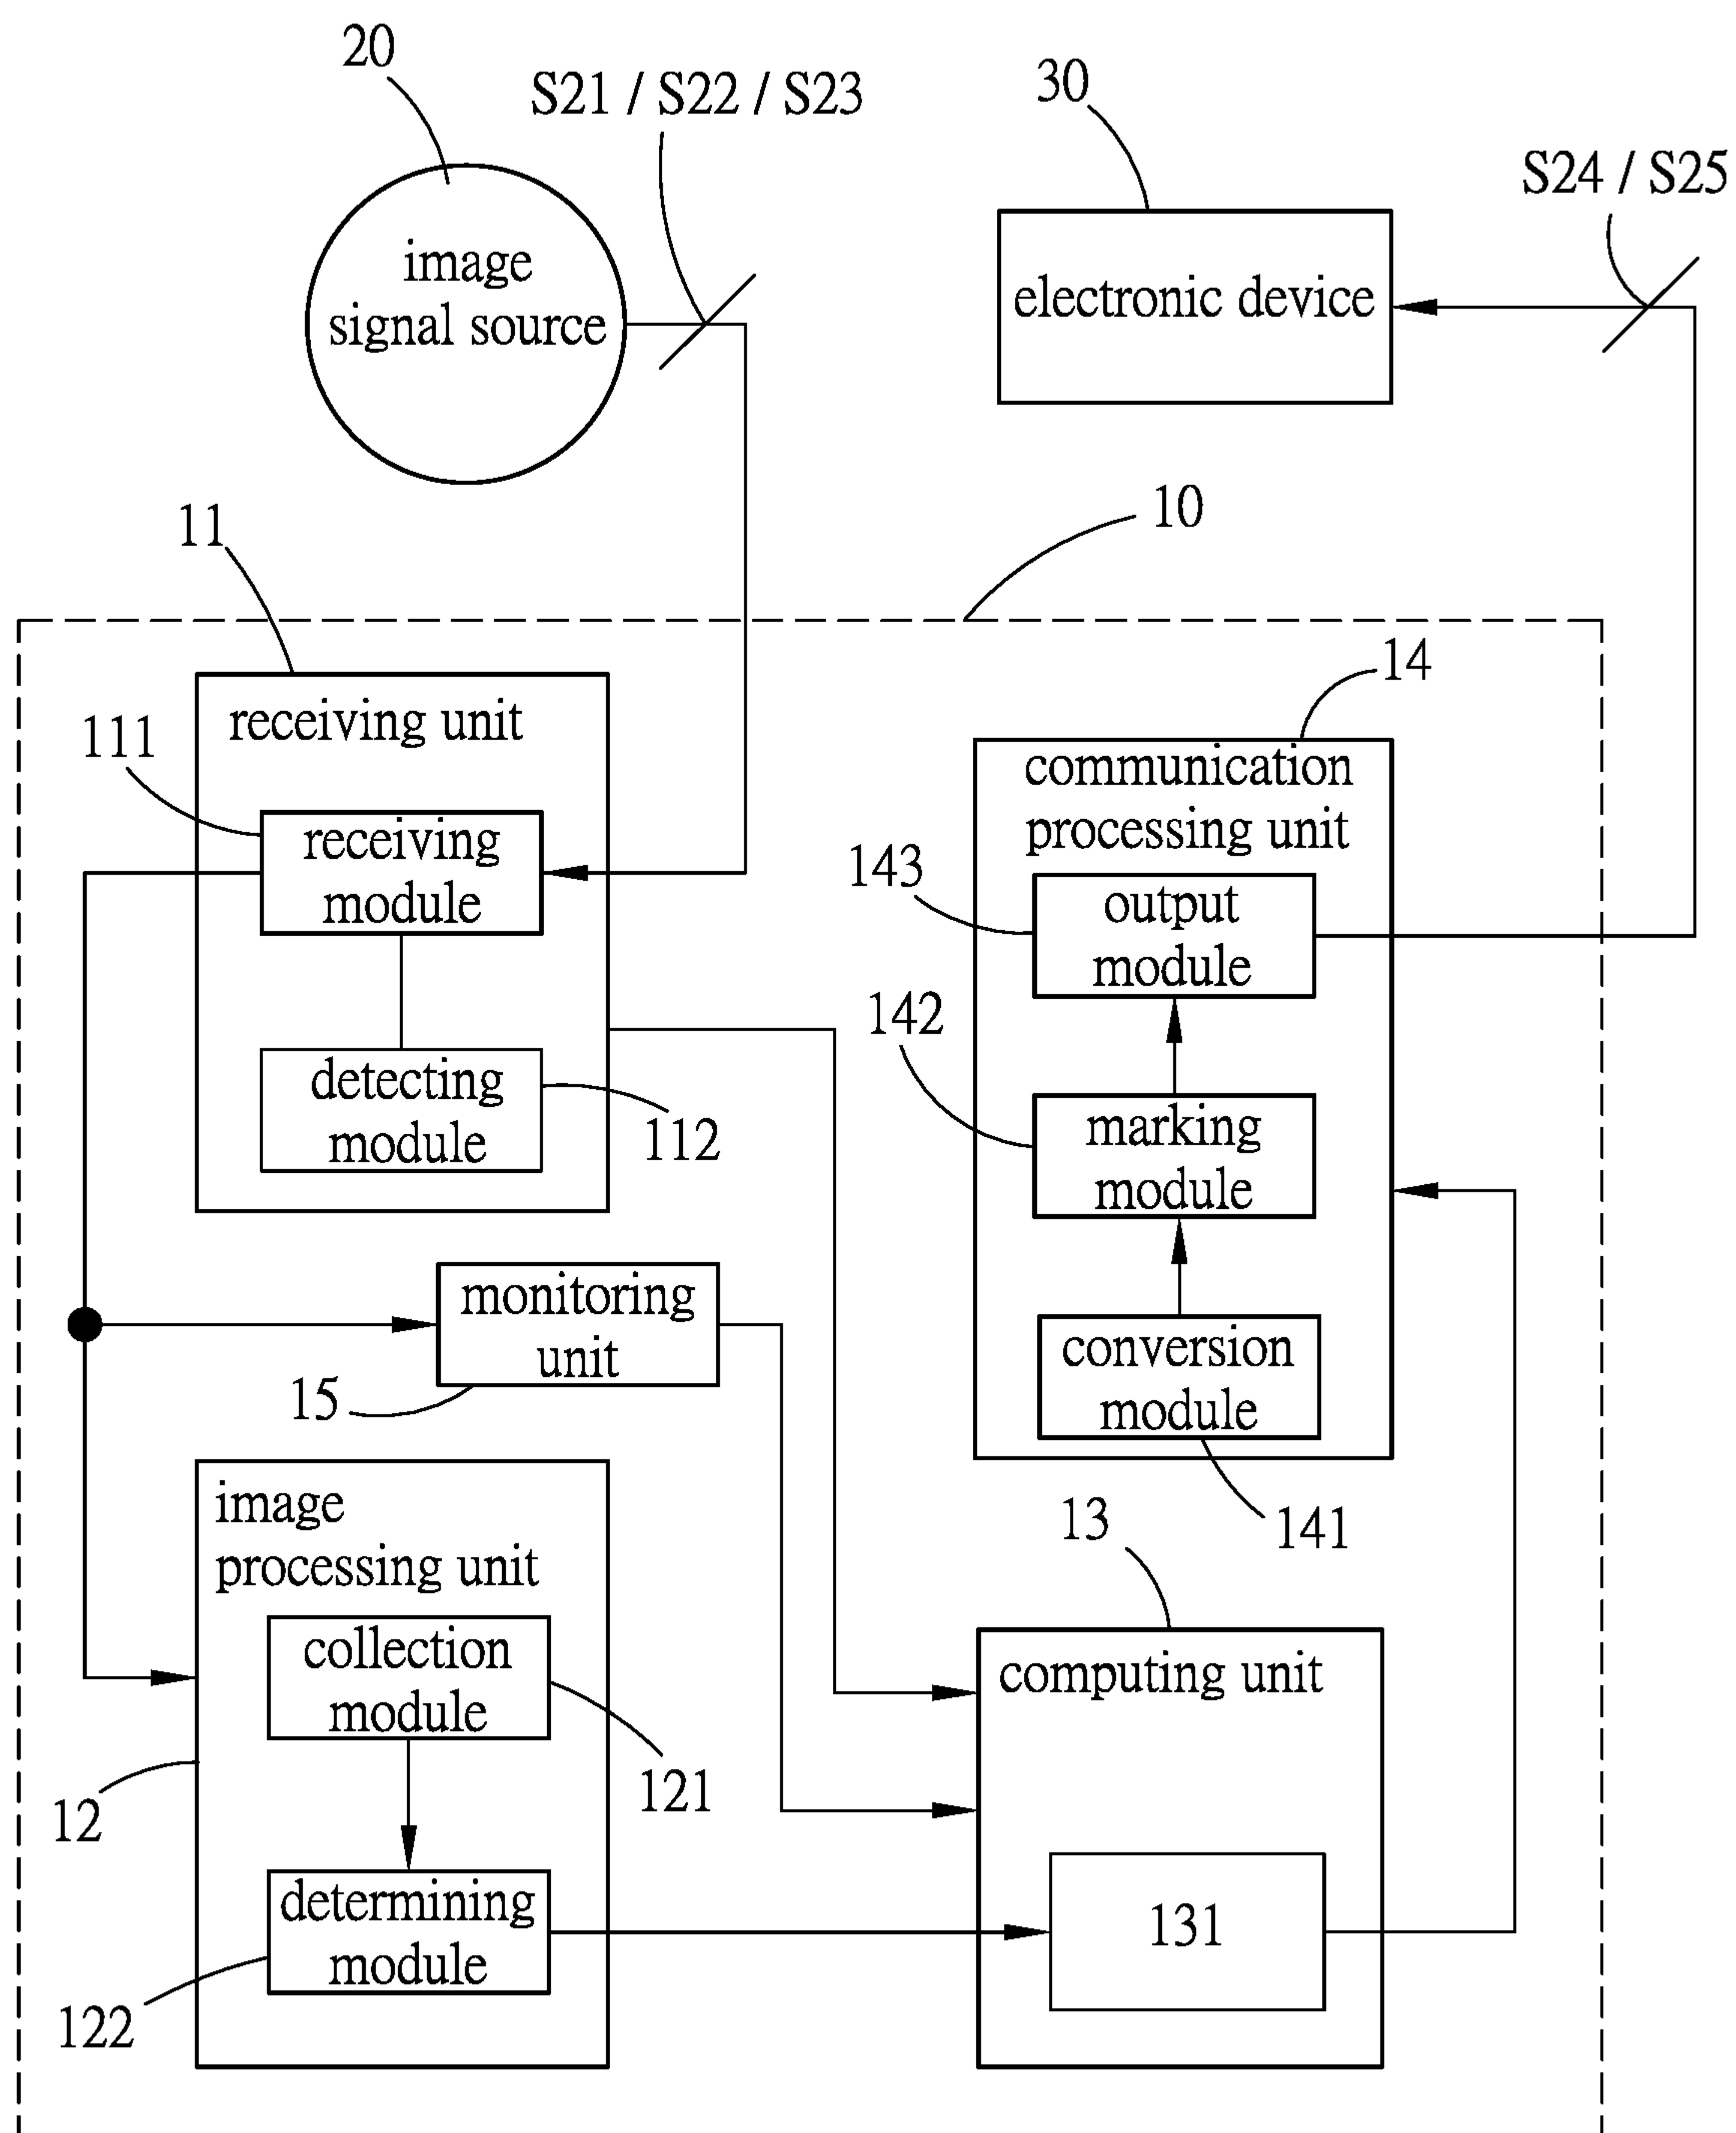 20
S21 / S22 / S23
30
S24 / S25
image
signal source
electronic device
10
11
receiving unit
111
receiving
module
detecting
module
112
14
communication
processing unit
143
output
module
142
marking
module
conversion
module
141
monitoring
unit
15
image
processing unit
collection
module
121
12
determining
module
122
13
computing unit
131